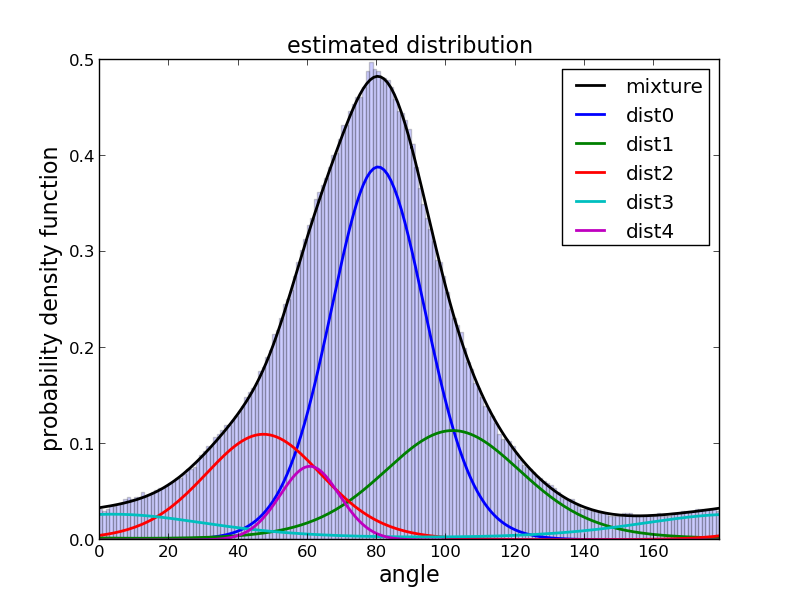 estimated distribution
probability density function
0.5
0.4
0.3
0.2
0.1
0.0
mixture
dist0
dist1
dist2
dist3
dist4
0 20 40 60 80 100 120 140 160
angle